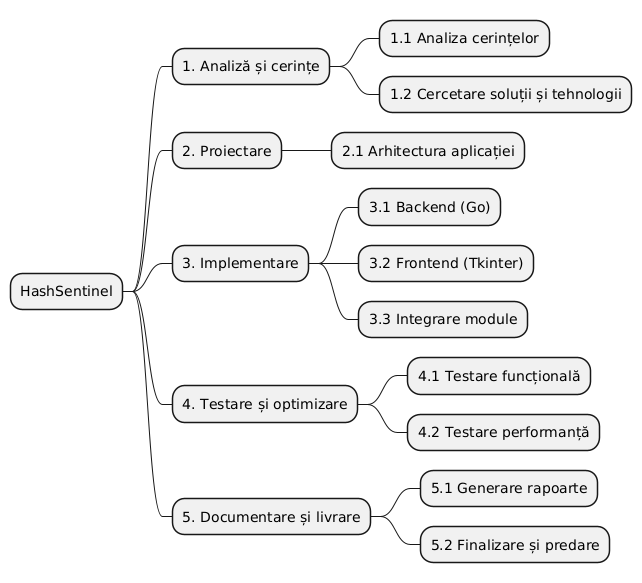 HashSentinel
1. Analiză și cerințe
1.1 Analiza cerințelor
1.2 Cercetare soluții și tehnologii
2. Proiectare
2.1 Arhitectura aplicației
3. Implementare
3.1 Backend (Go)
3.2 Frontend (Tkinter)
3.3 Integrare module
4. Testare și optimizare
4.1 Testare funcțională
4.2 Testare performanță
5. Documentare și livrare
5.1 Generare rapoarte
5.2 Finalizare și predare